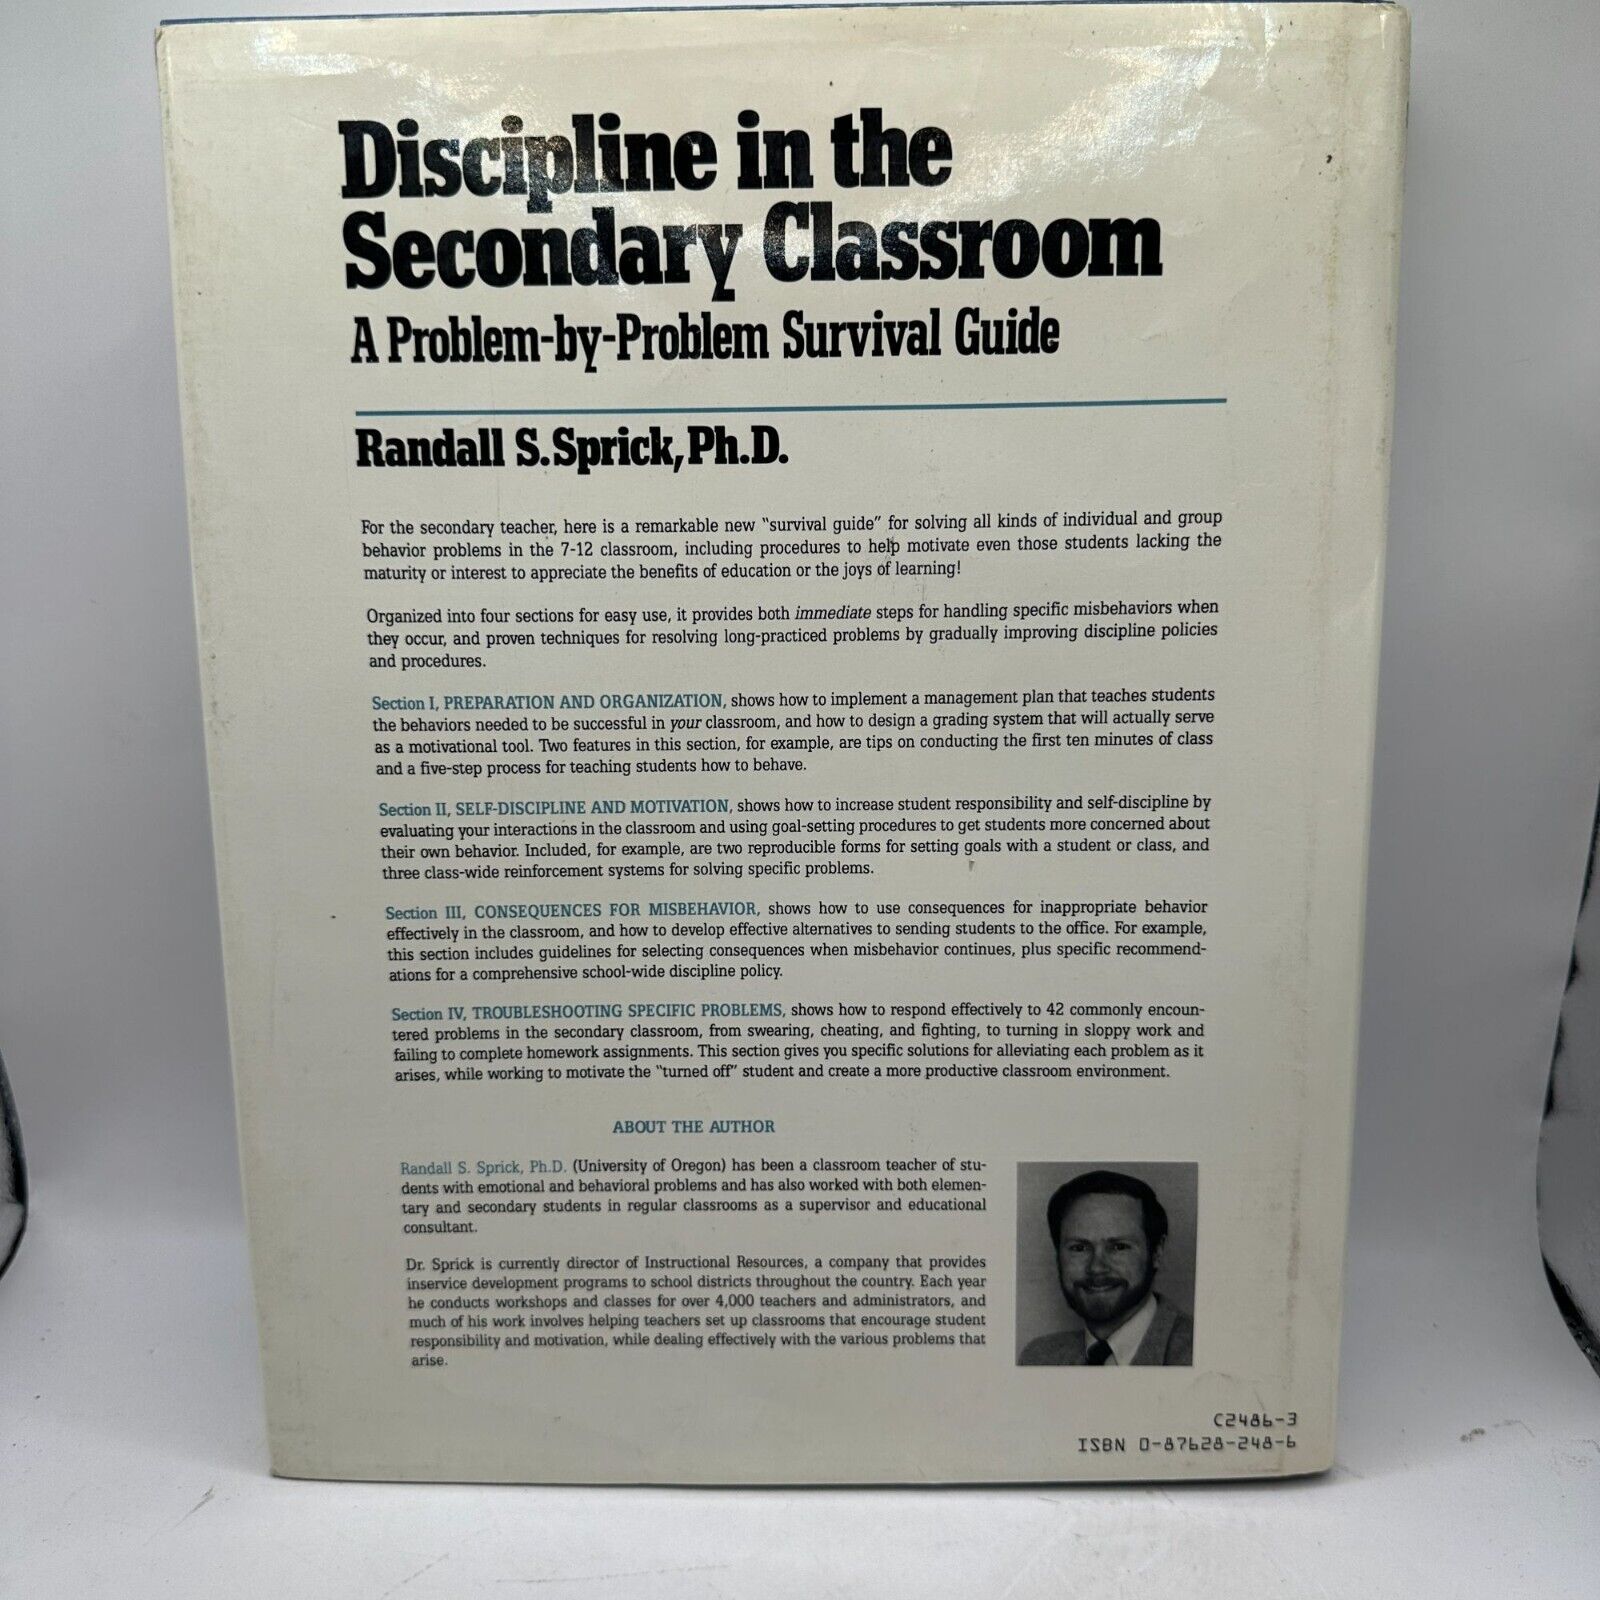 Discipline in the
Secondary Classroom
A Problem-by-Problem Survival Guide
Randall S. Sprick, Ph.D.
For the secondary teacher, here is a remarkable new "survival guide" for solving all kinds of individual and group
behavior problems in the 7-12 classroom, including procedures to help motivate even those students lacking the
maturity or interest to appreciate the benefits of education or the joys of learning!
Organized into four sections for easy use, it provides both immediate steps for handling specific misbehaviors when
they occur, and proven techniques for resolving long-practiced problems by gradually improving discipline policies
and procedures.
Section I, PREPARATION AND ORGANIZATION, shows how to implement a management plan that teaches students
the behaviors needed to be successful in your classroom, and how to design a grading system that will actually serve
as a motivational tool. Two features in this section, for example, are tips on conducting the first ten minutes of class
and a five-step process for teaching students how to behave.
Section II, SELF-DISCIPLINE AND MOTIVATION, shows how to increase student responsibility and self-discipline by
evaluating your interactions in the classroom and using goal-setting procedures to get students more concerned about
their own behavior. Included, for example, are two reproducible forms for setting goals with a student or class, and
three class-wide reinforcement systems for solving specific problems.
Section III, CONSEQUENCES FOR MISBEHAVIOR, shows how to use consequences for inappropriate behavior
effectively in the classroom, and how to develop effective alternatives to sending students to the office. For example,
this section includes guidelines for selecting consequences when misbehavior continues, plus specific recommend-
ations for a comprehensive school-wide discipline policy.
Section IV, TROUBLESHOOTING SPECIFIC PROBLEMS, shows how to respond effectively to 42 commonly encoun-
tered problems in the secondary classroom, from swearing, cheating, and fighting, to turning in sloppy work and
failing to complete homework assignments. This section gives you specific solutions for alleviating each problem as it
arises, while working to motivate the "turned off" student and create a more productive classroom environment.
ABOUT THE AUTHOR
Randall S. Sprick, Ph.D. (University of Oregon) has been a classroom teacher of stu-
dents with emotional and behavioral problems and has also worked with both elemen-
tary and secondary students in regular classrooms as a supervisor and educational
consultant.
Dr. Sprick is currently director of Instructional Resources, a company that provides
inservice development programs to school districts throughout the country. Each year
he conducts workshops and classes for over 4,000 teachers and administrators, and
much of his work involves helping teachers set up classrooms that encourage student
responsibility and motivation, while dealing effectively with the various problems that
arise.
C2486-3
ISBN 0-87628-248-6